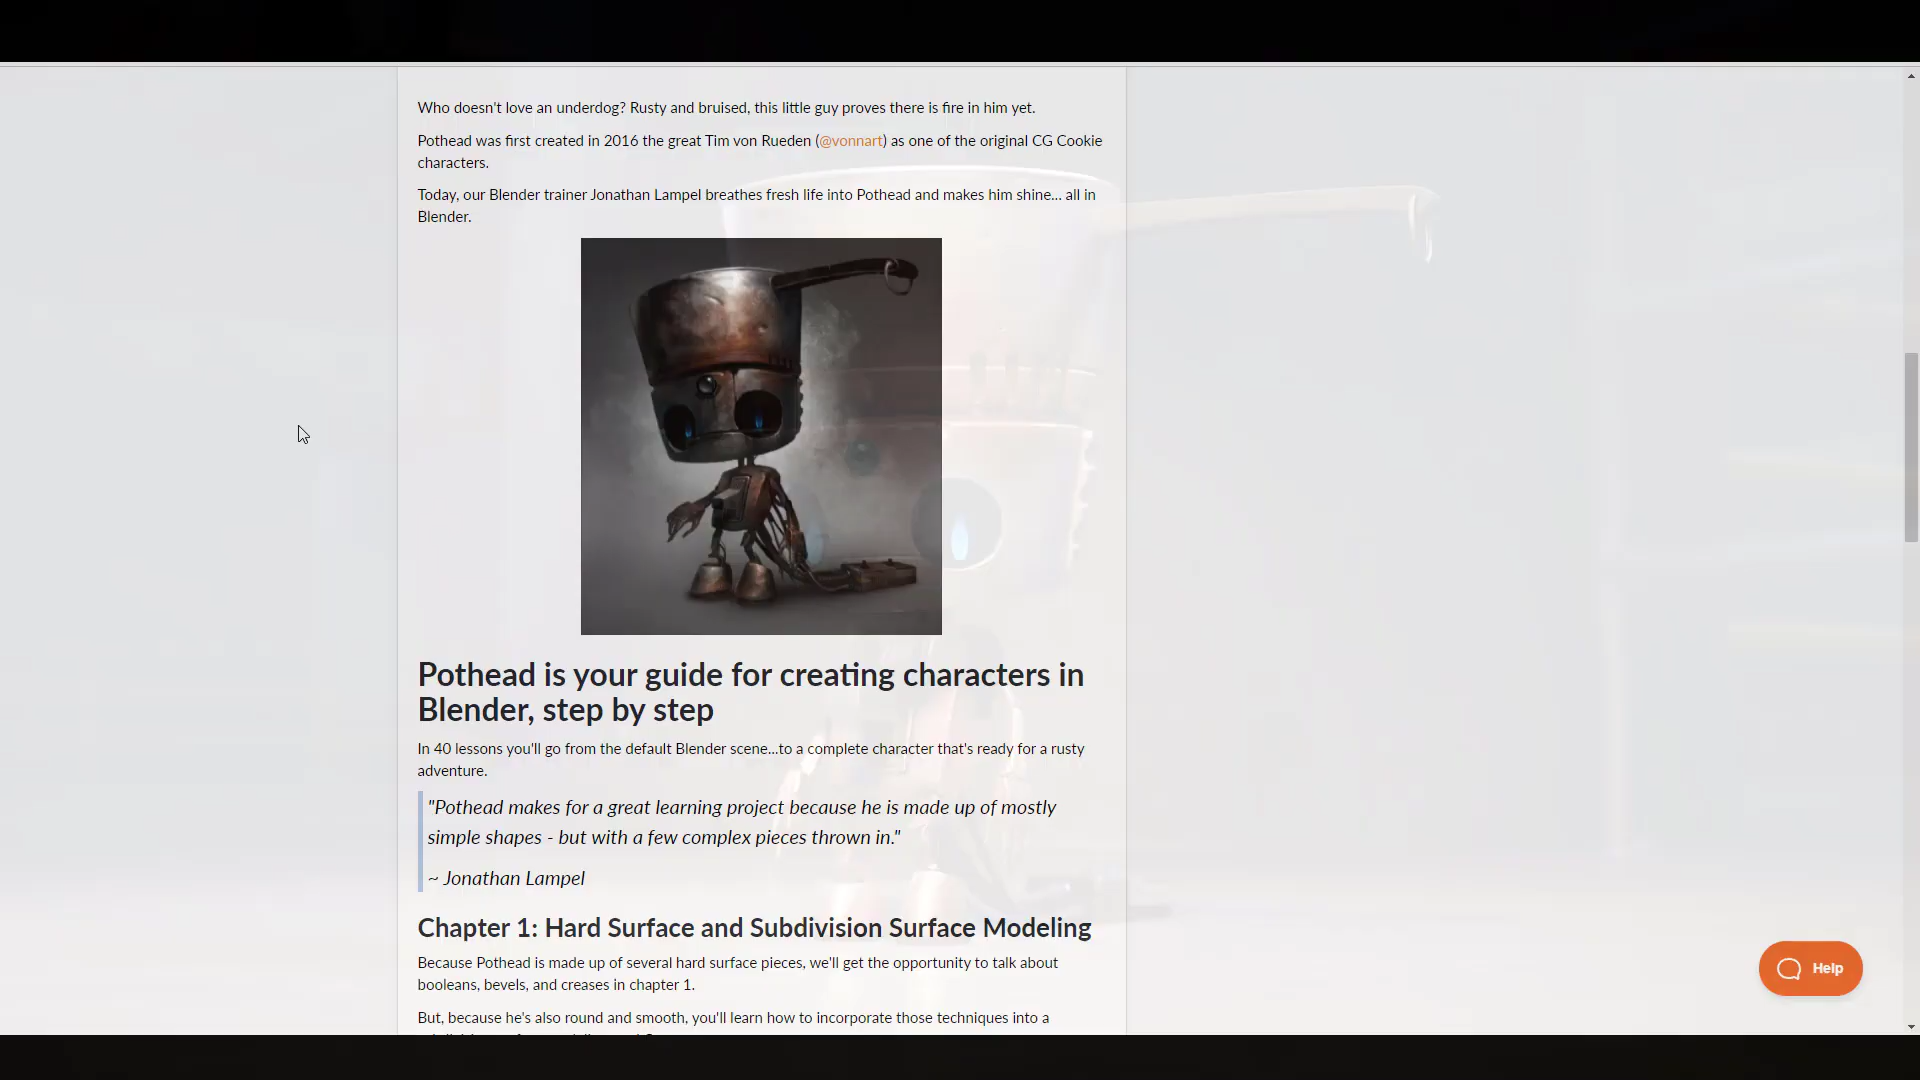 Who doesn't love an underdog? Rusty and bruised, this little guy proves there is fire in him yet.
Pothead was first created in 2016 the great Tim von Rueden (@vonnart) as one of the original CG Cookie
characters.
Today, our Blender trainer Jonathan Lampel breathes fresh life into Pothead and makes him shine... all in
Blender.
Pothead is your guide for creating characters in
Blender, step by step
In 40 lessons you'll go from the default Blender scene...to a complete character that's ready for a rusty
adventure.
"Pothead makes for a great learning project because he is made up of mostly
simple shapes - but with a few complex pieces thrown in."
~ Jonathan Lampel
Chapter 1: Hard Surface and Subdivision Surface Modeling
Because Pothead is made up of several hard surface pieces, we'll get the opportunity to talk about
booleans, bevels, and creases in chapter 1.
But, because he's also round and smooth, you'll learn how to incorporate those techniques into a
Help